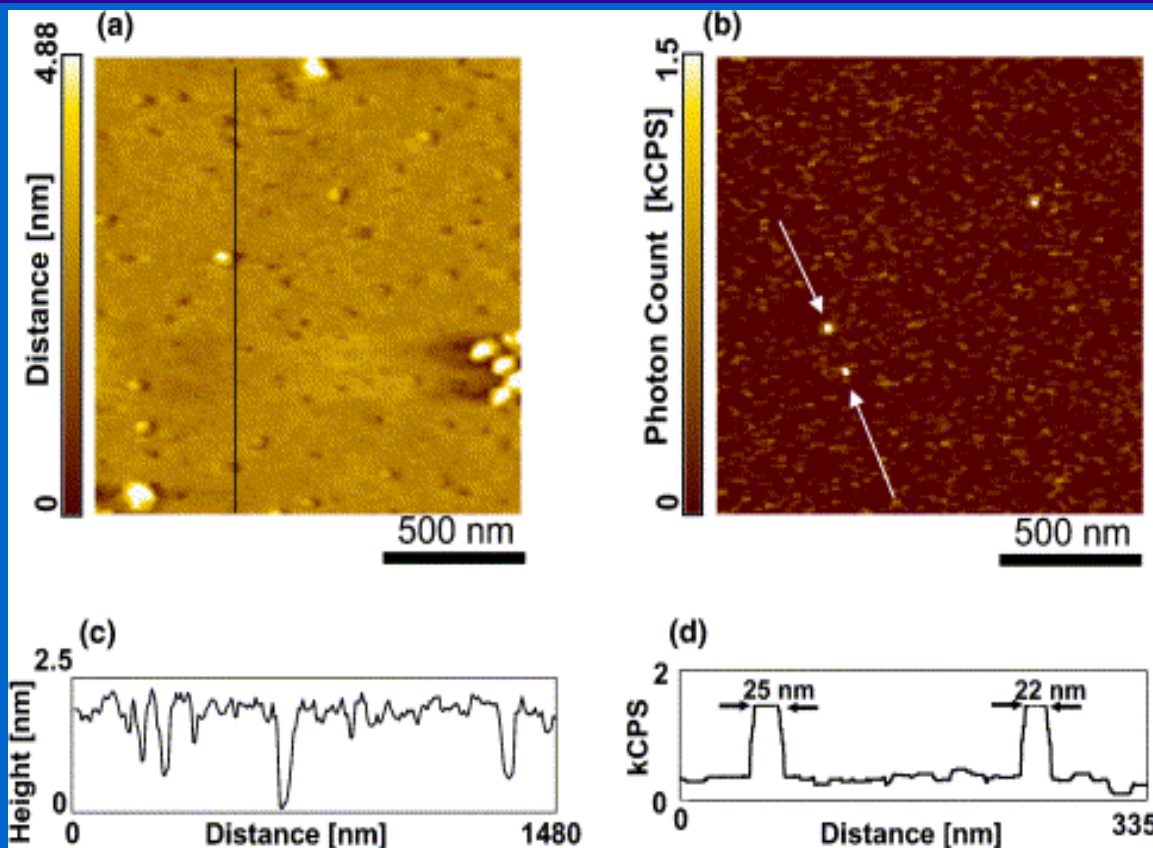 (a)
4.88
Distance [nm]
0
500 nm
(b)
1.5
Photon Count [kCPS]
0
500 nm
(c)
2.5
Height [nm]
0
0
Distance [nm]
1480
(d)
2
kCPS
0
25 nm
22 nm
0
Distance [nm]
335